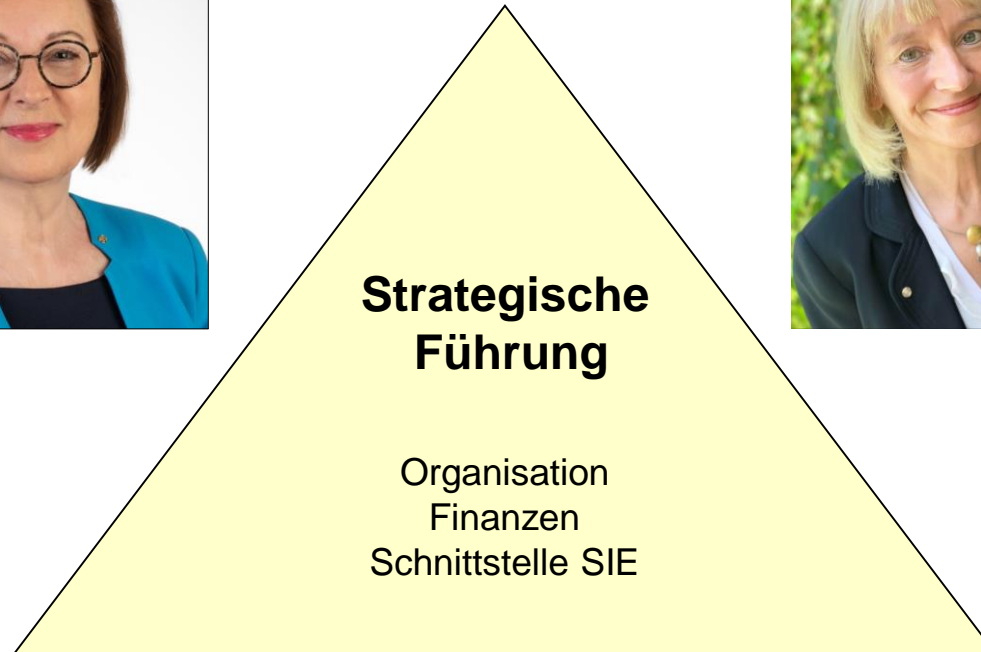 Strategische
Führung
Organisation
Finanzen
Schnittstelle SIE